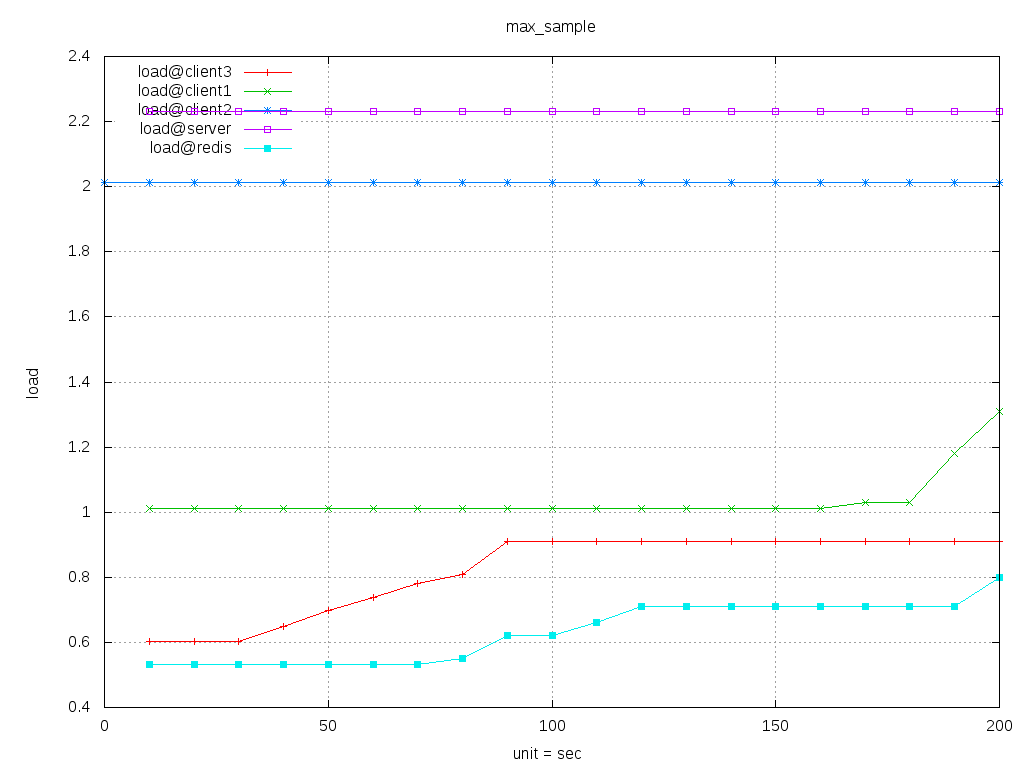 max_sample
2.4
2.2
2
1.8
1.6
1.4
1.2
1
0.8
0.6
0.4
load
load@client3
load@client1
load@client2
load@server
load@redis
0 50 100 150 200
unit = sec